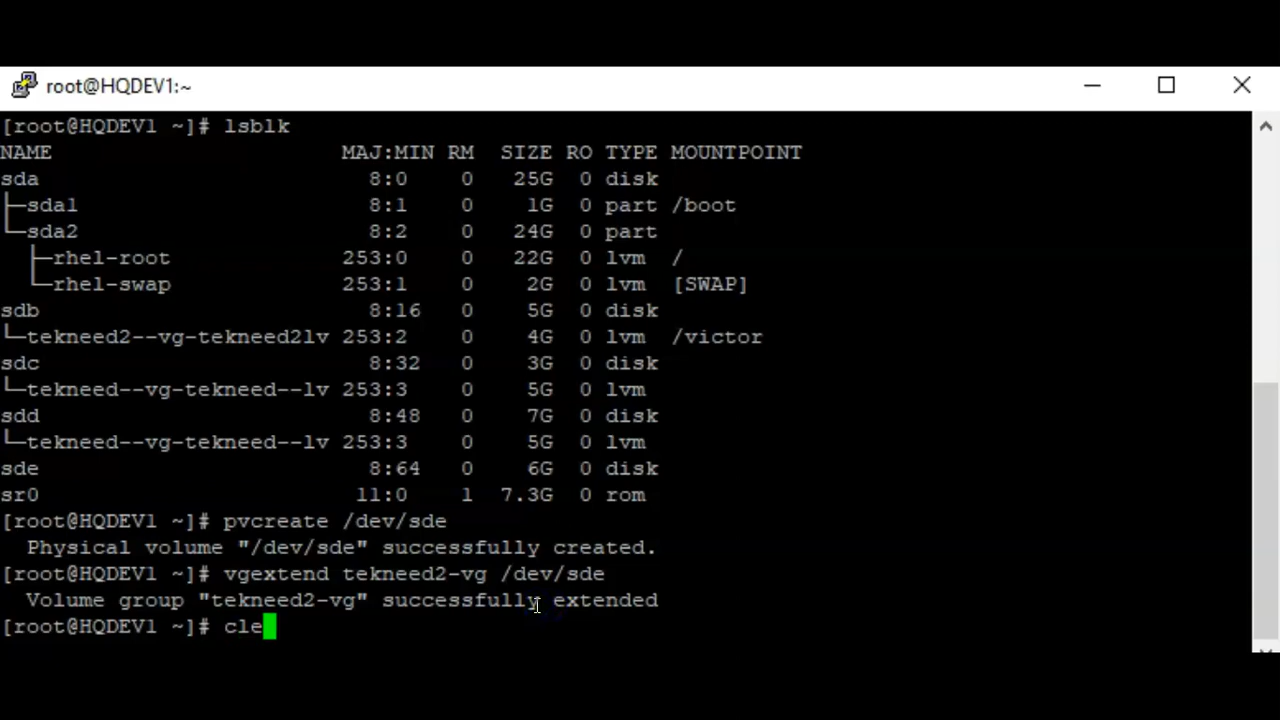 root@HQDEV1:~
[root@HQDEV1 ~]# lsblk
NAME                       MAJ:MIN RM  SIZE RO TYPE MOUNTPOINT
sda                          8:0    0   25G  0 disk
├─sda1                       8:1    0    1G  0 part /boot
└─sda2                       8:2    0   24G  0 part
  ├─rhel-root              253:0    0   22G  0 lvm  /
  └─rhel-swap              253:1    0    2G  0 lvm  [SWAP]
sdb                          8:16   0    5G  0 disk
└─tekneed2--vg-tekneed2lv 253:2    0    4G  0 lvm  /victor
sdc                          8:32   0    3G  0 disk
└─tekneed--vg-tekneed--lv 253:3    0    5G  0 lvm
sdd                          8:48   0    7G  0 disk
└─tekneed--vg-tekneed--lv 253:3    0    5G  0 lvm
sde                          8:64   0    6G  0 disk
sr0                         11:0    1  7.3G  0 rom
[root@HQDEV1 ~]# pvcreate /dev/sde
  Physical volume "/dev/sde" successfully created.
[root@HQDEV1 ~]# vgextend tekneed2-vg /dev/sde
  Volume group "tekneed2-vg" successfully extended
[root@HQDEV1 ~]# cle